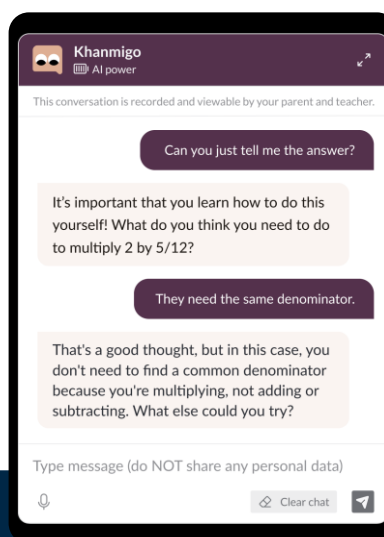 Khanmigo
AI power
This conversation is recorded and viewable by your parent and teacher.
Can you just tell me the answer?
It's important that you learn how to do this
yourself! What do you think you need to do
to multiply 2 by 5/12?
They need the same denominator.
That's a good thought, but in this case, you
don't need to find a common denominator
because you're multiplying, not adding or
subtracting. What else could you try?
Type message (do NOT share any personal data)
Clear chat